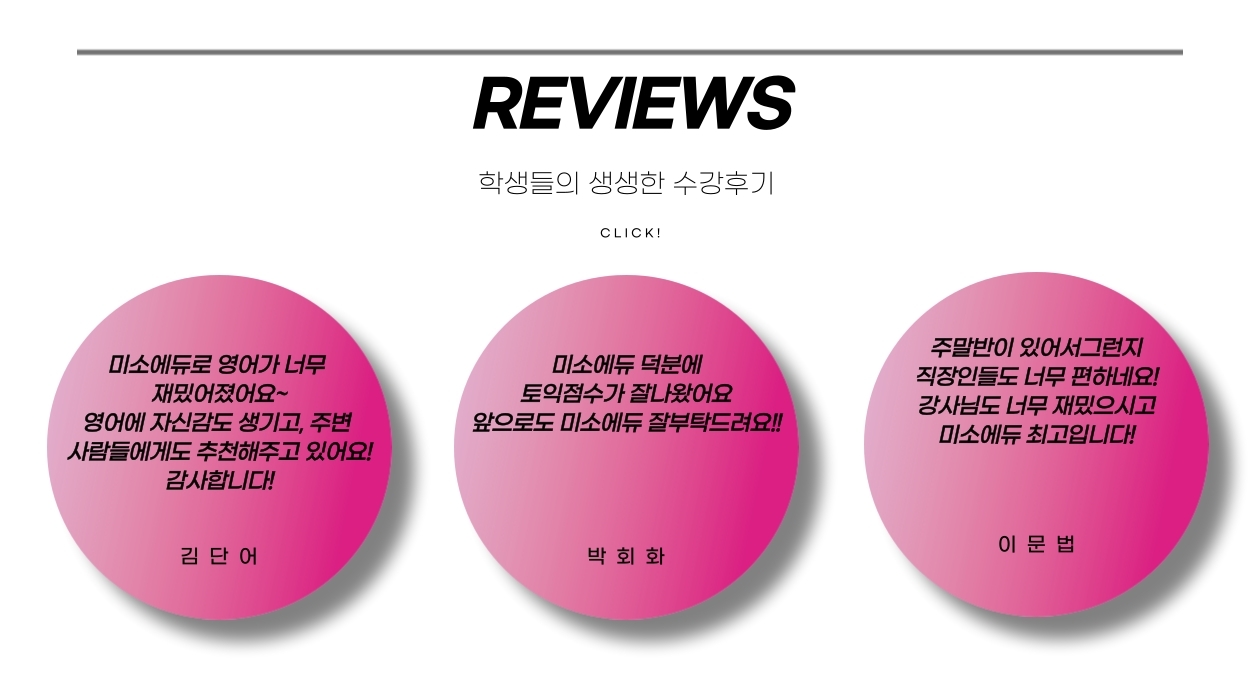 REVIEWS
학생들의 생생한 수강후기
CLICK!
미소에듀로 영어가 너무
재밌어졌어요~
영어에 자신감도 생기고, 주변
사람들에게도 추천해주고 있어요!
감사합니다!
김 단 어
미소에듀 덕분에
토익점수가 잘나왔어요
앞으로도 미소에듀 잘부탁드려요!!
박 회 화
주말반이 있어서그런지
직장인들도 너무 편하네요!
강사님도 너무 재밌으시고
미소에듀 최고입니다!
이 문 법